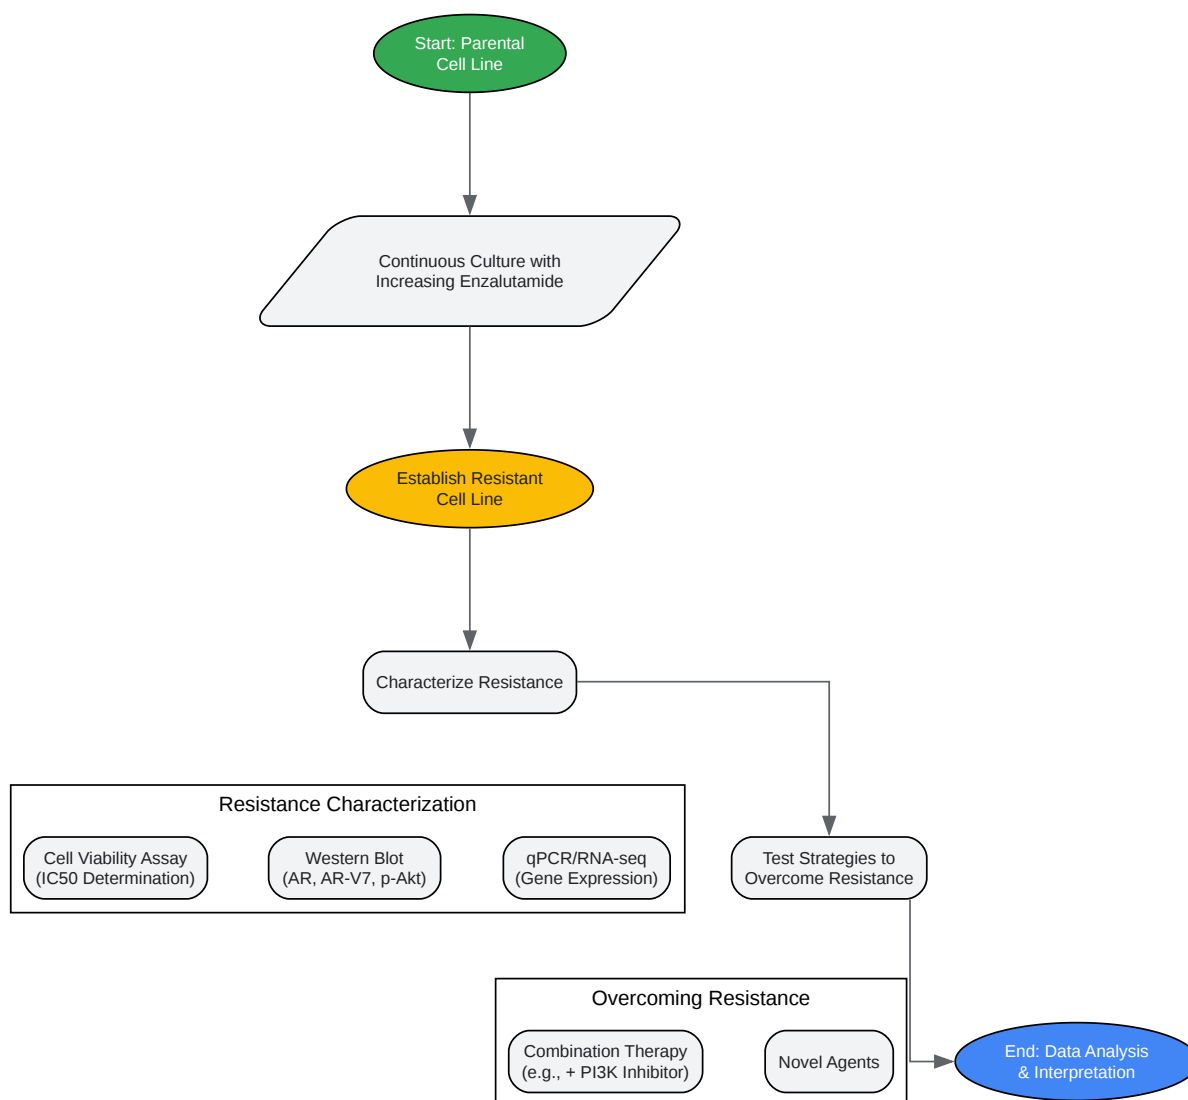 Start: Parental
Cell Line
Continuous Culture with
Increasing Enzalutamide
Establish Resistant
Cell Line
Characterize Resistance
Resistance Characterization
Cell Viability Assay
(IC50 Determination)
Western Blot
(AR, AR-V7, p-Akt)
qPCR/RNA-seq
(Gene Expression)
Test Strategies to
Overcome Resistance
Overcoming Resistance
Combination Therapy
(e.g., + PI3K Inhibitor)
Novel Agents
End: Data Analysis
& Interpretation